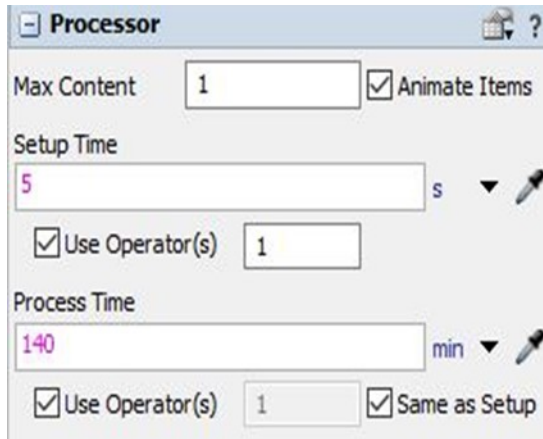 Processor ?
Max Content 1 Animate Items
Setup Time
5 s
Use Operator(s) 1
Process Time
140 min
Use Operator(s) 1 Same as Setup